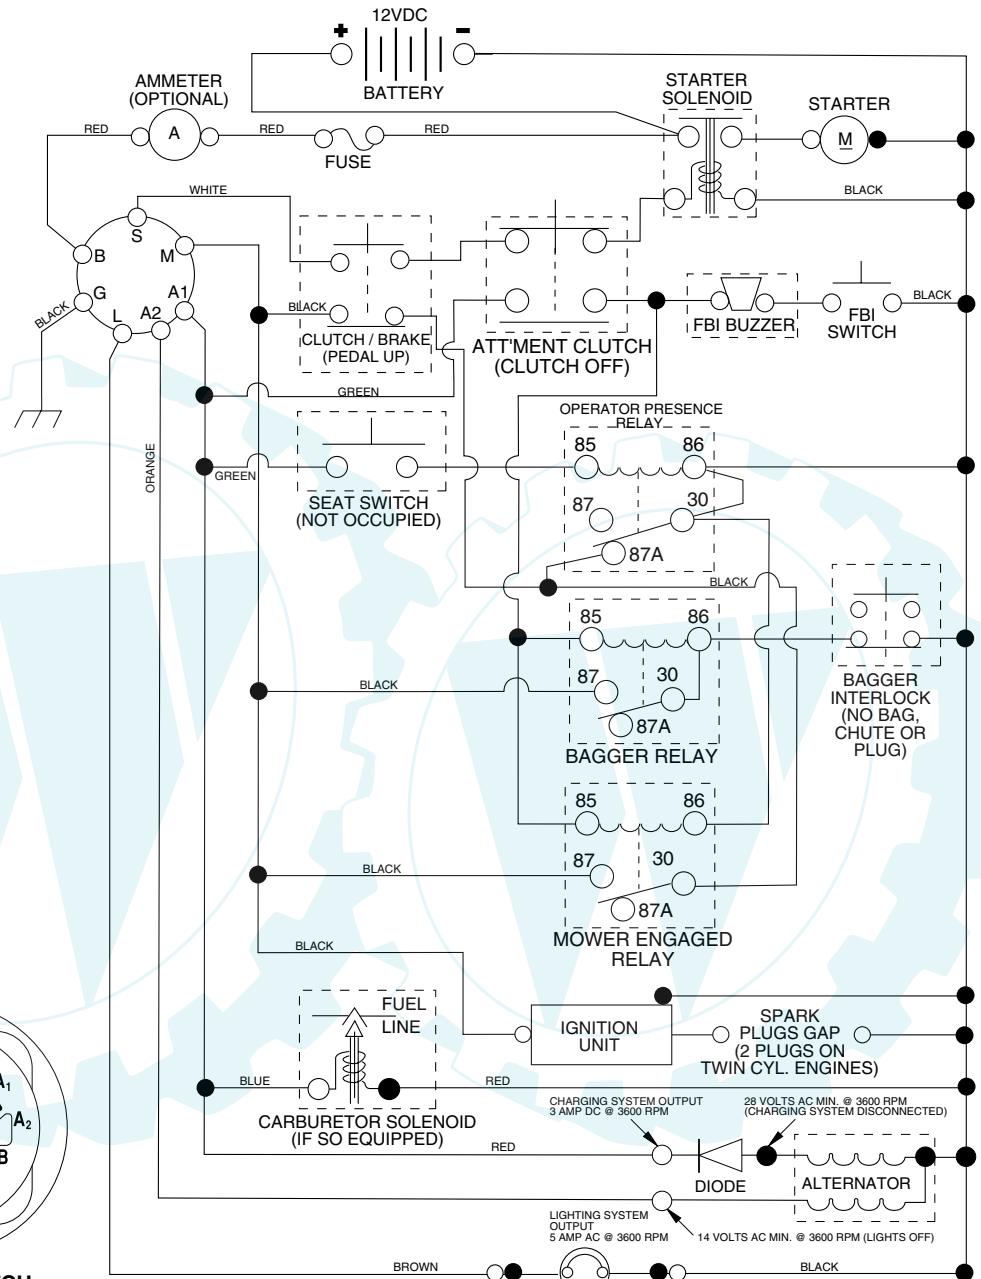 12VDC
+ -
BATTERY
AMMETER
(OPTIONAL)
RED
A
RED
FUSE
RED
STARTER
SOLENOID
STARTER
M
BLACK
WHITE
S
B
M
G
A1
L
A2
BLACK
BLACK
CLUTCH / BRAKE
(PEDAL UP)
ATT'MENT CLUTCH
(CLUTCH OFF)
FBI BUZZER
FBI
SWITCH
BLACK
GREEN
ORANGE
GREEN
SEAT SWITCH
(NOT OCCUPIED)
OPERATOR PRESENCE
RELAY
85
86
87
30
87A
BLACK
85
86
87
30
87A
BLACK
BAGGER RELAY
BAGGER
INTERLOCK
(NO BAG,
CHUTE OR
PLUG)
85
86
87
30
87A
BLACK
MOWER ENGAGED
RELAY
BLACK
IGNITION
UNIT
SPARK
PLUGS GAP
(2 PLUGS ON
TWIN CYL. ENGINES)
FUEL
LINE
BLUE
RED
CARBURETOR SOLENOID
(IF SO EQUIPPED)
CHARGING SYSTEM OUTPUT
3 AMP DC @ 3600 RPM
28 VOLTS AC MIN. @ 3600 RPM
(CHARGING SYSTEM DISCONNECTED)
RED
DIODE
ALTERNATOR
LIGHTING SYSTEM
OUTPUT
5 AMP AC @ 3600 RPM
14 VOLTS AC MIN. @ 3600 RPM (LIGHTS OFF)
BROWN
BLACK
A1
A2
B